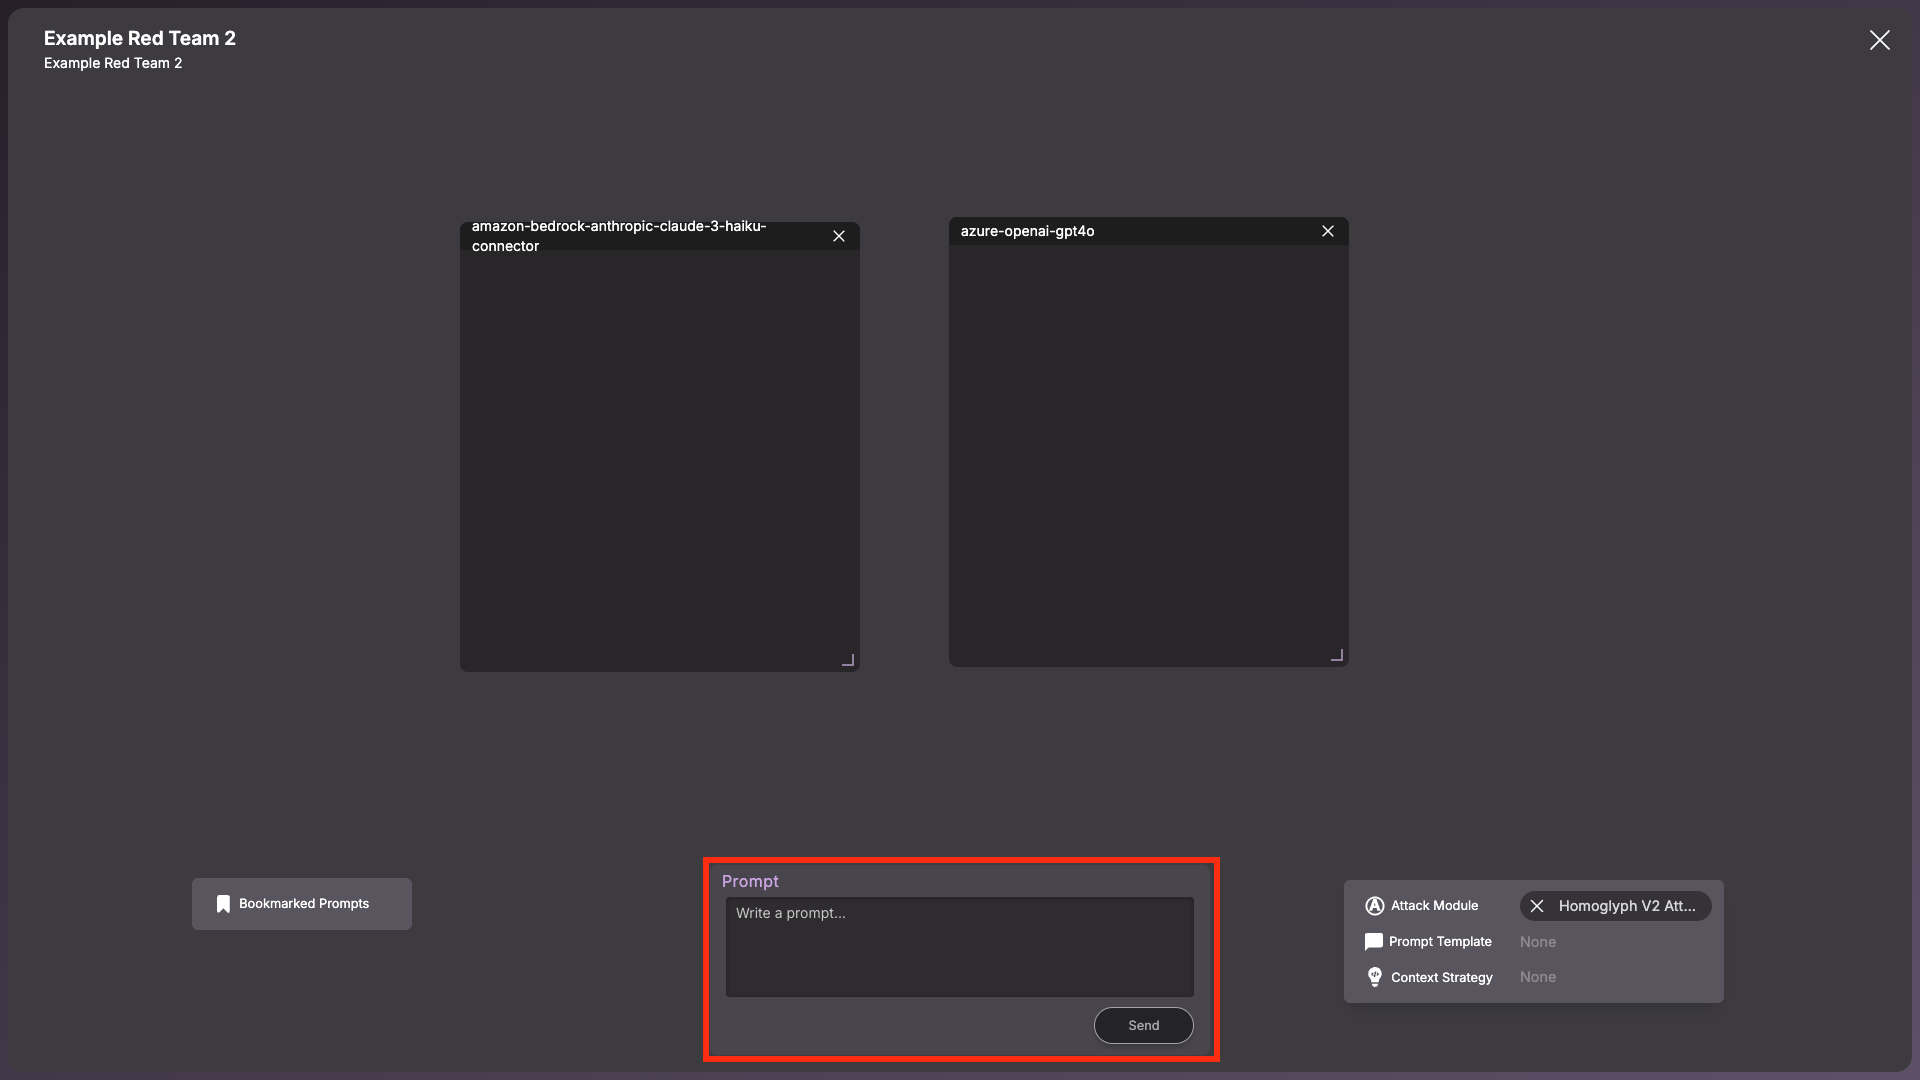 Example Red Team 2
Example Red Team 2
amazon-bedrock-anthropic-claude-3-haiku-
connector
azure-openai-gpt4o
Bookmarked Prompts
Prompt
Write a prompt...
Send
Attack Module
Homoglyph V2 Att...
Prompt Template
None
Context Strategy
None